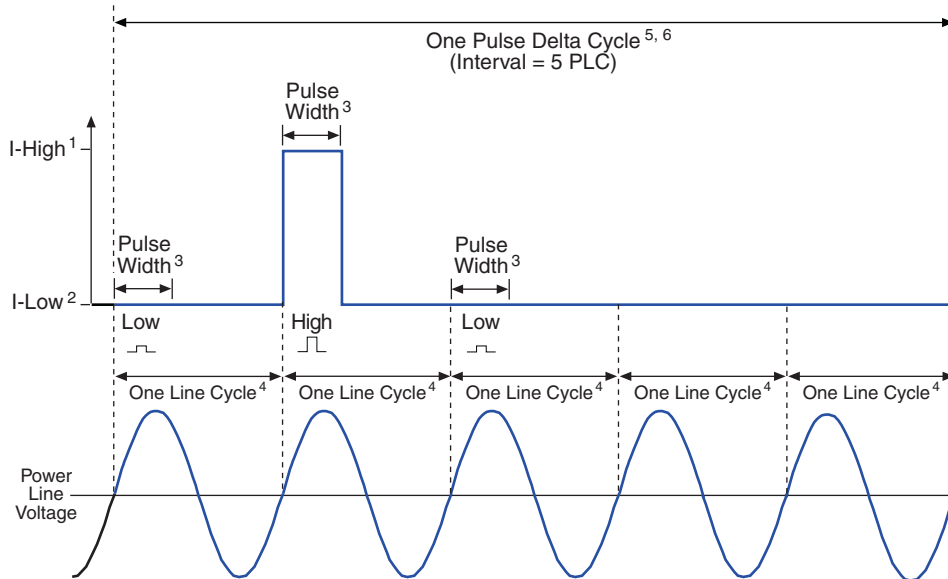 One Pulse Delta Cycle 5, 6
(Interval = 5 PLC)
Pulse
Width 3
I-High 1
Pulse
Width 3
Pulse
Width 3
I-Low 2
Low
High
Low
One Line Cycle 4
One Line Cycle 4
One Line Cycle 4
One Line Cycle 4
One Line Cycle 4
Power
Line
Voltage